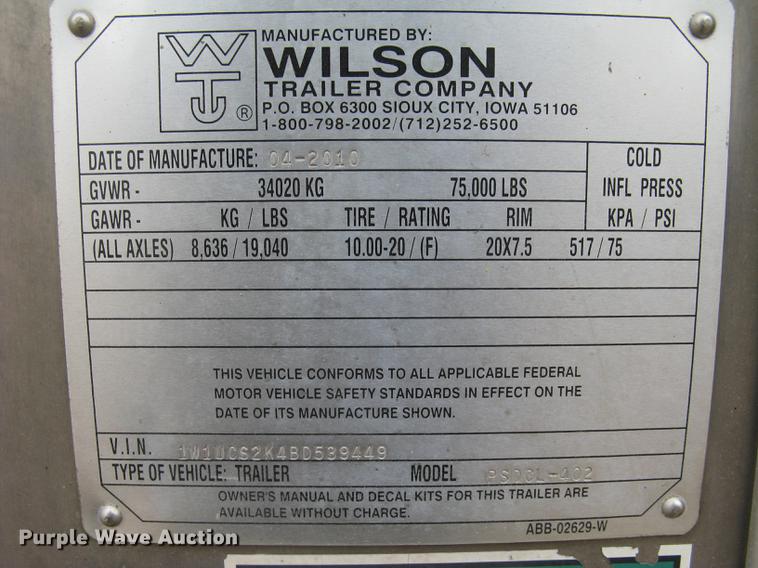 MANUFACTURED BY:
WILSON
TRAILER COMPANY
P.O. BOX 6300 SIOUX CITY, IOWA 51106
1-800-798-2002/(712)252-6500
WT ®
DATE OF MANUFACTURE: 04-2010
COLD
GVWR - 34020 KG 75,000 LBS INFL PRESS
GAWR - KG / LBS TIRE / RATING RIM KPA / PSI
(ALL AXLES) 8,636 / 19,040 10.00-20 / (F) 20X7.5 517 / 75
THIS VEHICLE CONFORMS TO ALL APPLICABLE FEDERAL
MOTOR VEHICLE SAFETY STANDARDS IN EFFECT ON THE
DATE OF ITS MANUFACTURE SHOWN.
V.I.N. 1W1UCS2K4BD539449
TYPE OF VEHICLE: TRAILER MODEL PSDCL-402
OWNER'S MANUAL AND DECAL KITS FOR THIS TRAILER ARE
AVAILABLE WITHOUT CHARGE.
ABB-02629-W
Purple Wave Auction